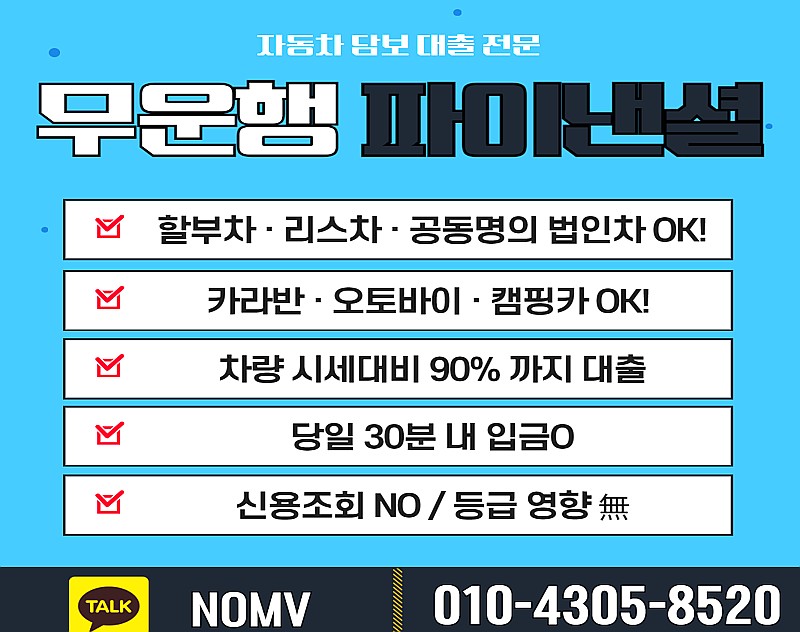 자동차 담보 대출 전문
무운행 파이낸셜
할부차 · 리스차 · 공동명의 법인차 OK!
카라반 · 오토바이 · 캠핑카 OK!
차량 시세대비 90% 까지 대출
당일 30분 내 입금O
신용조회 NO / 등급 영향 無
TALK NOMV 010-4305-8520